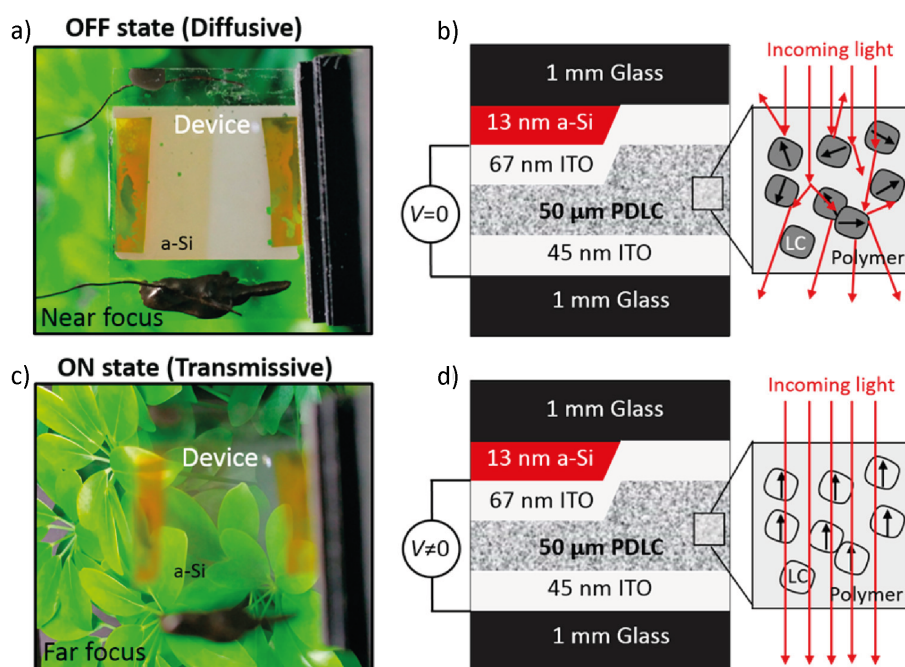 a)
OFF state (Diffusive)
Device
a-Si
Near focus
b)
1 mm Glass
13 nm a-Si
67 nm ITO
50 µm PDLC
45 nm ITO
1 mm Glass
V=0
Incoming light
LC
Polymer
c)
ON state (Transmissive)
Device
a-Si
Far focus
d)
1 mm Glass
13 nm a-Si
67 nm ITO
50 µm PDLC
45 nm ITO
1 mm Glass
V≠0
Incoming light
LC
Polymer